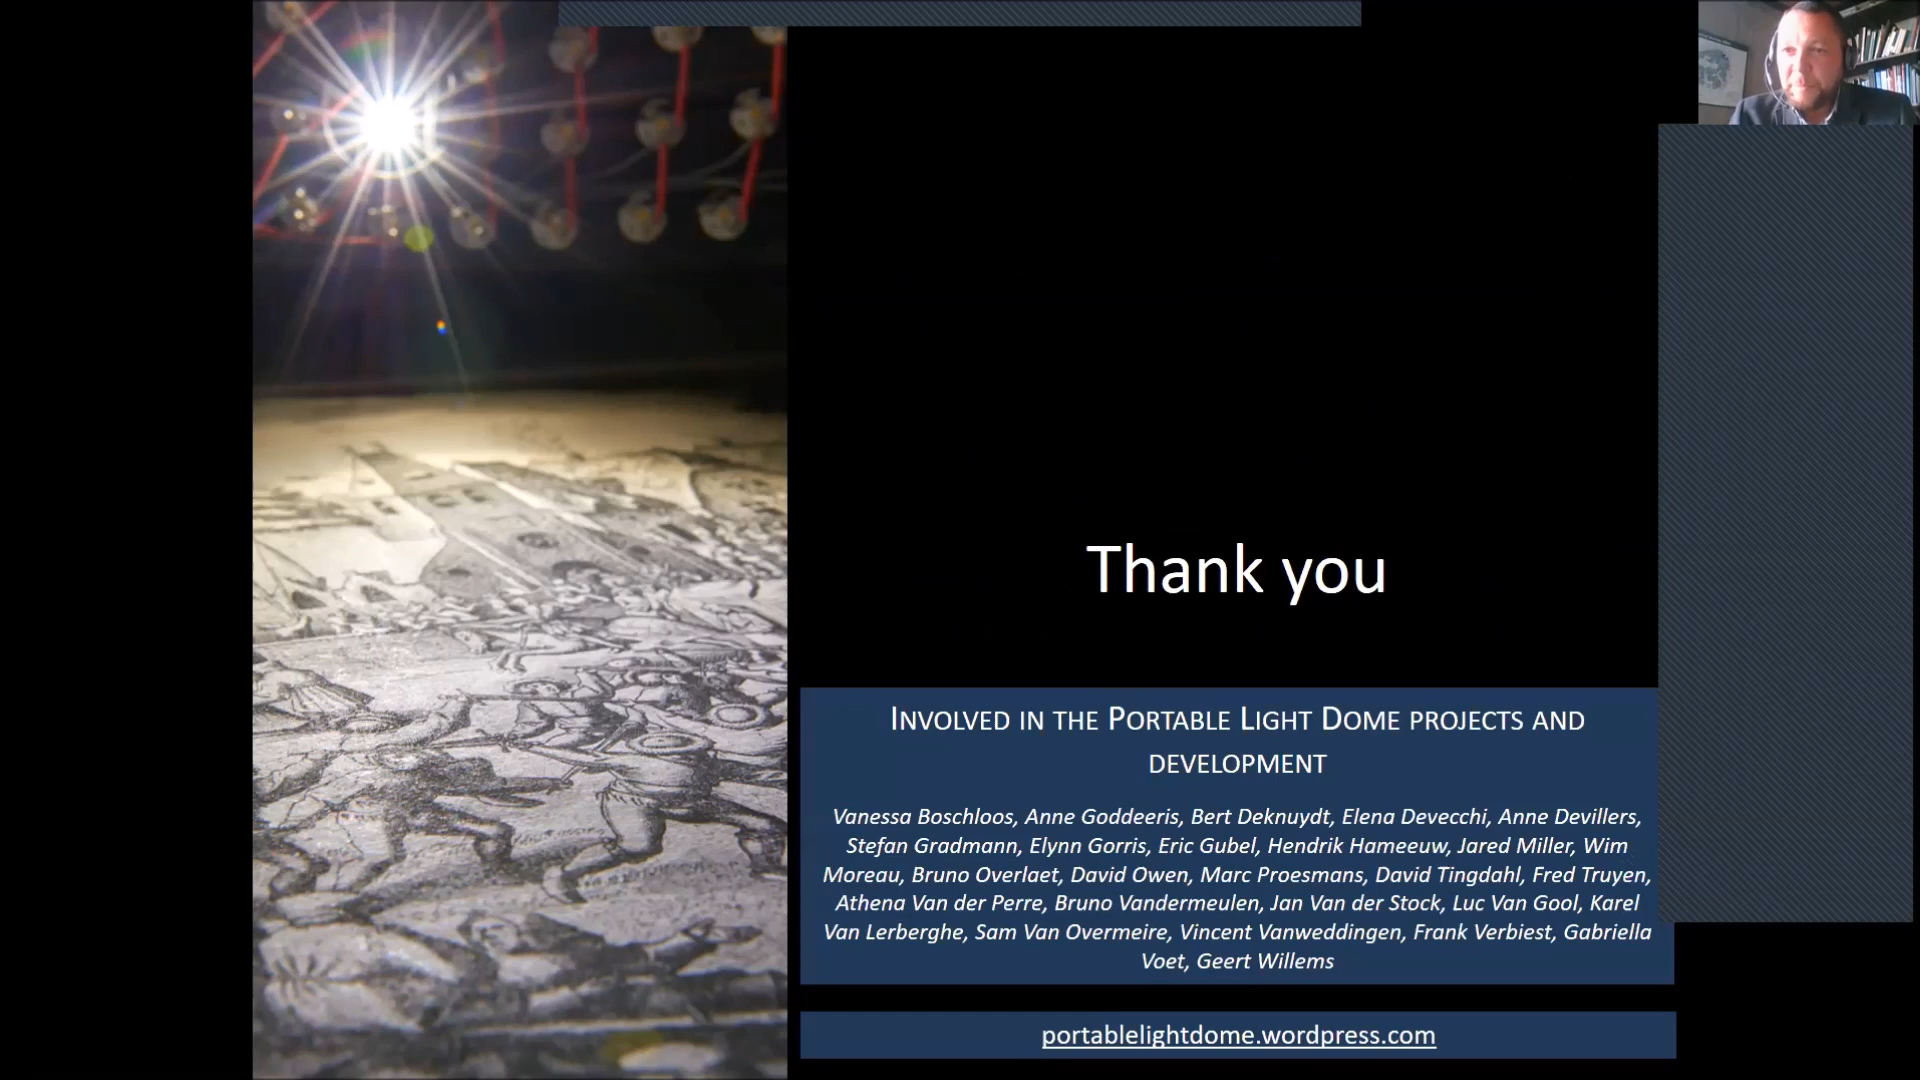 Thank you
INVOLVED IN THE PORTABLE LIGHT DOME PROJECTS AND
DEVELOPMENT
Vanessa Boschloos, Anne Goddeeris, Bert Deknuydt, Elena Devecchi, Anne Devillers,
Stefan Gradmann, Elynn Gorris, Eric Gubel, Hendrik Hameeuw, Jared Miller, Wim
Moreau, Bruno Overlaet, David Owen, Marc Proesmans, David Tingdahl, Fred Truyen,
Athena Van der Perre, Bruno Vandermeulen, Jan Van der Stock, Luc Van Gool, Karel
Van Lerberghe, Sam Van Overmeire, Vincent Vanweddingen, Frank Verbiest, Gabriella
Voet, Geert Willems
portablelightdome.wordpress.com